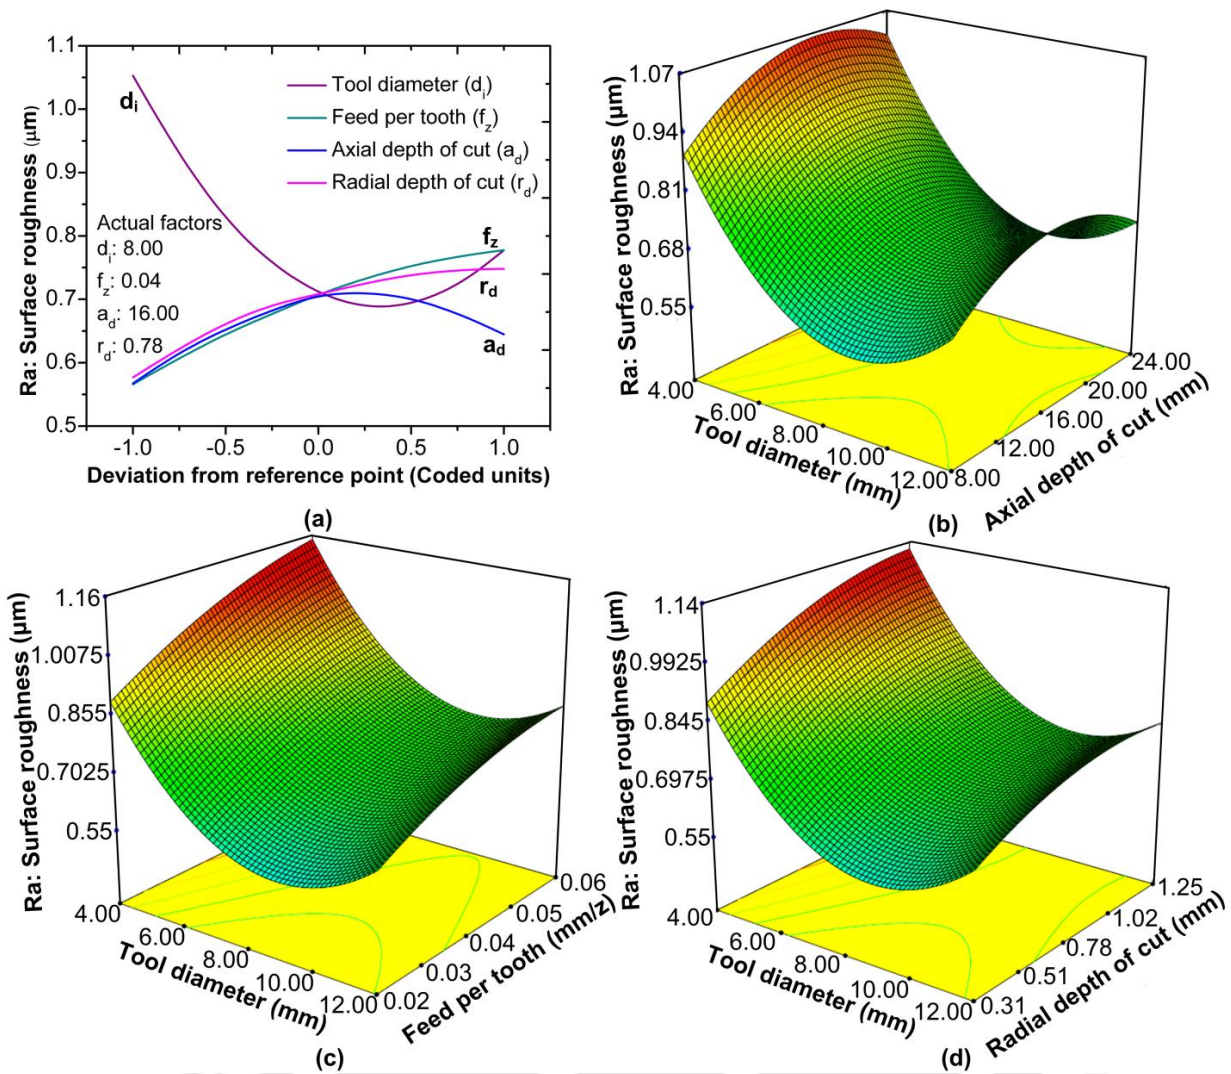 1.1
1.0
0.9
0.8
0.7
0.6
0.5
Ra: Surface roughness (μm)
-1.0
-0.5
0.0
0.5
1.0
Deviation from reference point (Coded units)
(a)
Tool diameter (di)
Feed per tooth (fz)
Axial depth of cut (ad)
Radial depth of cut (rd)
di
Actual factors
di: 8.00
fz: 0.04
ad: 16.00
rd: 0.78
fz
rd
ad
1.07
0.94
0.81
0.68
0.55
Ra: Surface roughness (μm)
4.00
6.00
8.00
10.00
12.00
Tool diameter (mm)
8.00
12.00
16.00
20.00
24.00
Axial depth of cut (mm)
(b)
1.16
1.0075
0.855
0.7025
0.55
Ra: Surface roughness (μm)
4.00
6.00
8.00
10.00
12.00
Tool diameter (mm)
0.02
0.03
0.04
0.05
0.06
Feed per tooth (mm/z)
(c)
1.14
0.9925
0.845
0.6975
0.55
Ra: Surface roughness (μm)
4.00
6.00
8.00
10.00
12.00
Tool diameter (mm)
0.31
0.51
0.78
1.02
1.25
Radial depth of cut (mm)
(d)